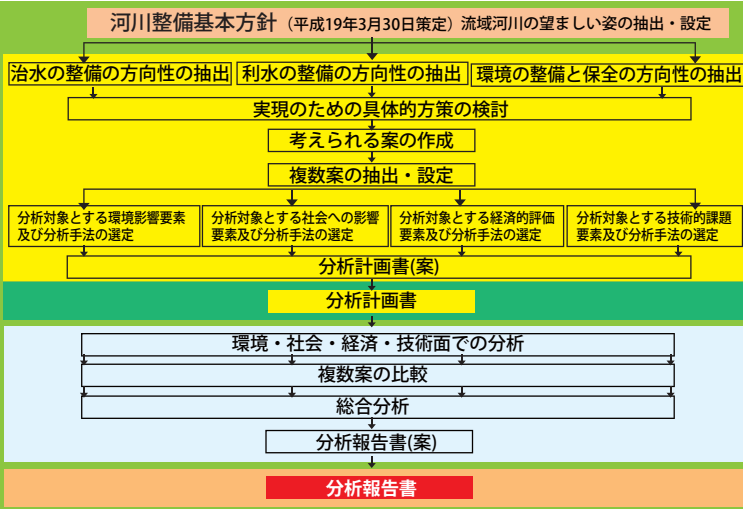 河川整備基本方針（平成19年3月30日策定）流域河川の望ましい姿の抽出・設定
治水の整備の方向性の抽出
利水の整備の方向性の抽出
環境の整備と保全の方向性の抽出
実現のための具体的方策の検討
考えられる案の作成
複数案の抽出・設定
分析対象とする環境影響要素
及び分析手法の選定
分析対象とする社会への影響
要素及び分析手法の選定
分析対象とする経済的評価
要素及び分析手法の選定
分析対象とする技術的課題
要素及び分析手法の選定
分析計画書(案)
分析計画書
環境・社会・経済・技術面での分析
複数案の比較
総合分析
分析報告書(案)
分析報告書